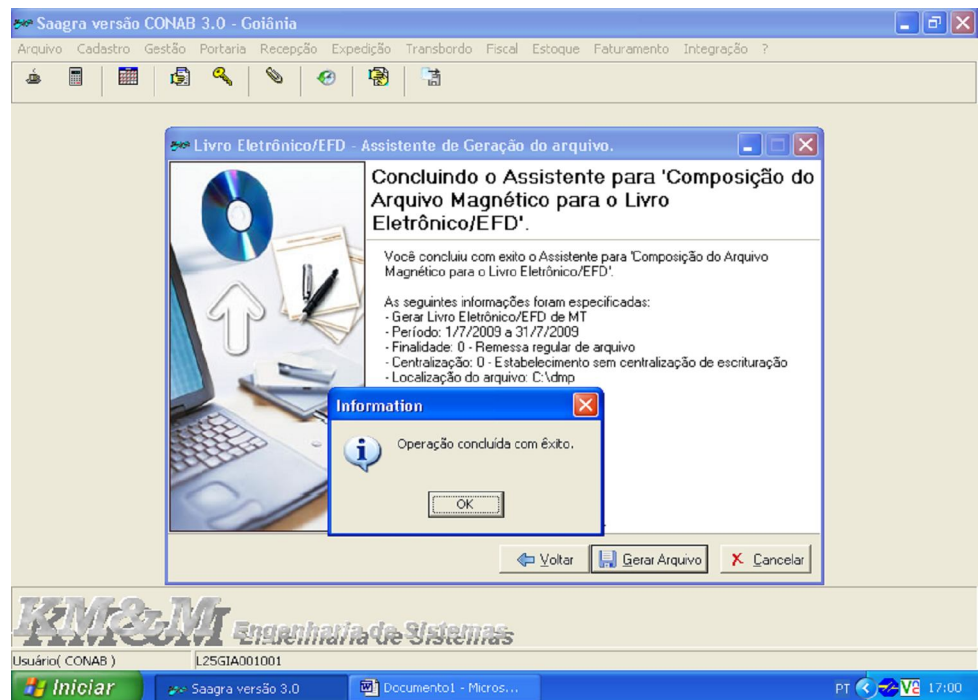 Saagra versão CONAB 3.0 - Goiânia
Arquivo Cadastro Gestão Portaria Recepção Expedição Transbordo Fiscal Estoque Faturamento Integração ?
Livro Eletrônico/EFD - Assistente de Geração do arquivo.
Concluindo o Assistente para 'Composição do
Arquivo Magnético para o Livro
Eletrônico/EFD'.
Você concluiu com exito o Assistente para 'Composição do Arquivo
Magnético para o Livro Eletrônico/EFD'.
As seguintes informações foram especificadas:
- Gerar Livro Eletrônico/EFD de MT
- Período: 1/7/2009 a 31/7/2009
- Finalidade: 0 - Remessa regular de arquivo
- Centralização: 0 - Estabelecimento sem centralização de escrituração
- Localização do arquivo: C:\dmp
Information
Operação concluída com êxito.
OK
Voltar Gerar Arquivo Cancelar
KM&M Engenharia de Sistemas
Usuário( CONAB ) L25GIA001001
Iniciar Saagra versão 3.0 Documento1 - Micros... PT 17:00